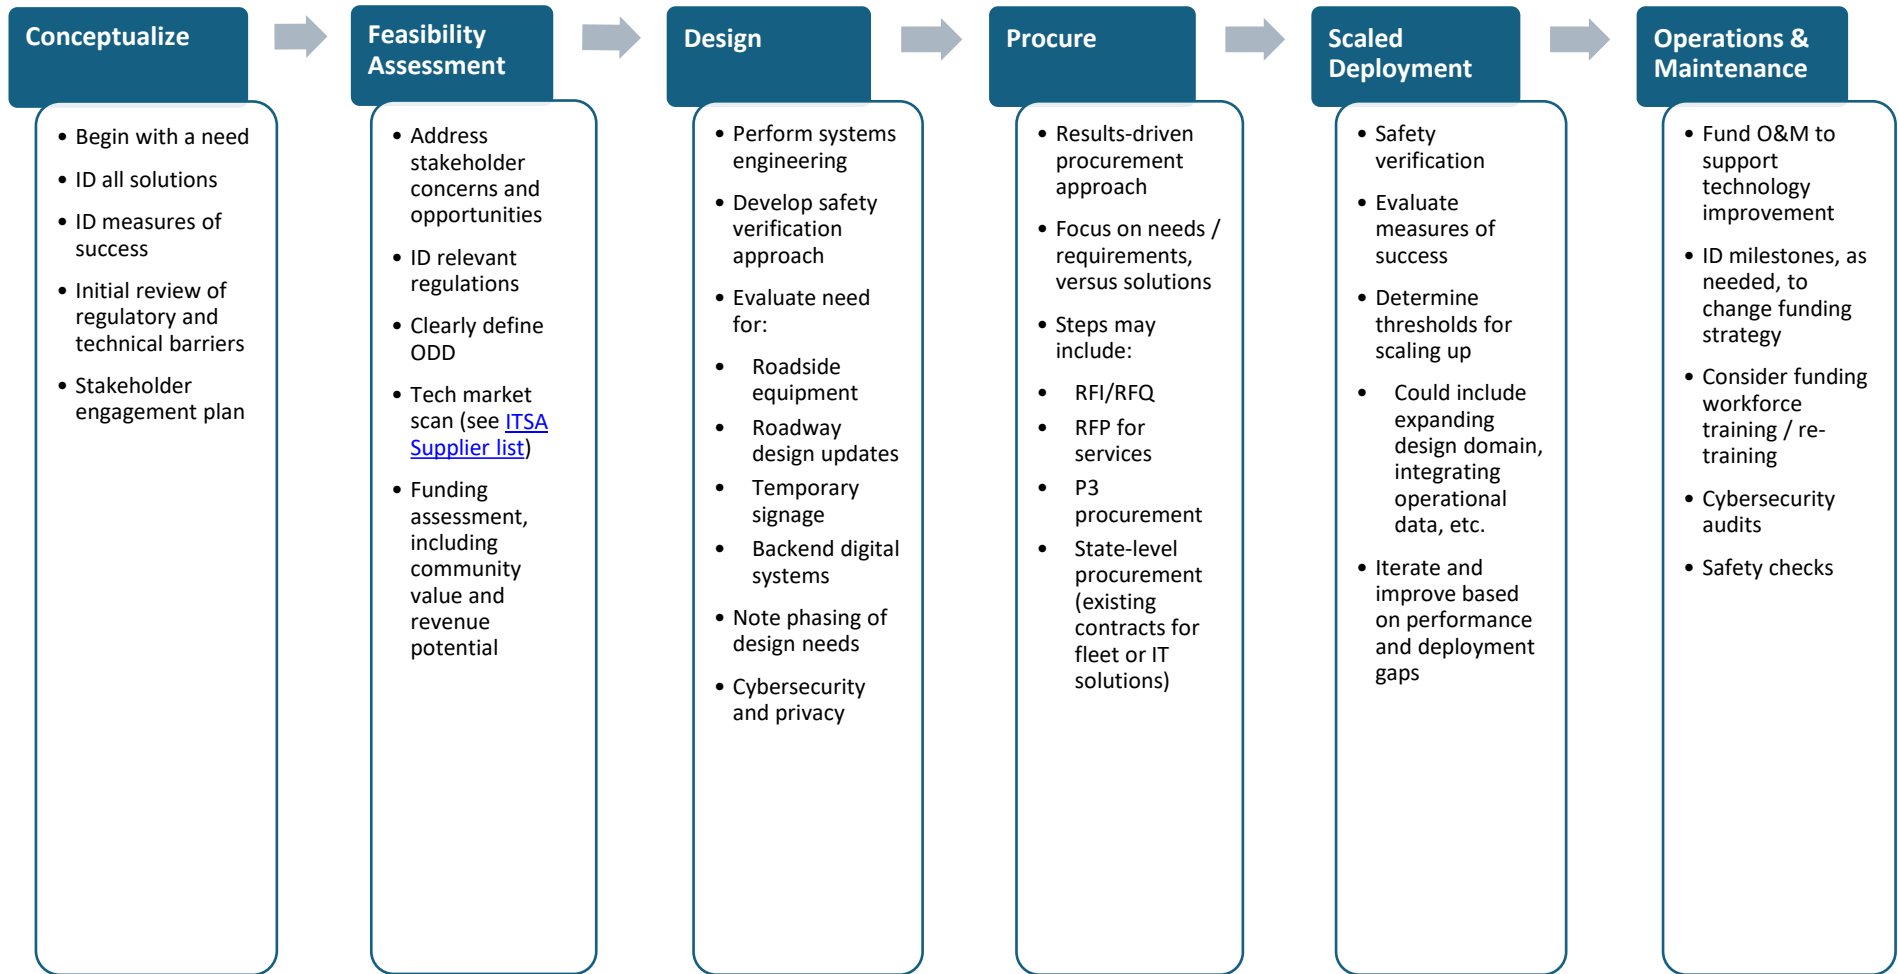 Conceptualize
• Begin with a need
• ID all solutions
• ID measures of
success
• Initial review of
regulatory and
technical barriers
• Stakeholder
engagement plan
Feasibility
Assessment
• Address
stakeholder
concerns and
opportunities
• ID relevant
regulations
• Clearly define
ODD
• Tech market
scan (see ITSA
Supplier list)
• Funding
assessment,
including
community
value and
revenue
potential
Design
• Perform systems
engineering
• Develop safety
verification
approach
• Evaluate need
for:
• Roadside
equipment
• Roadway
design updates
• Temporary
signage
• Backend digital
systems
• Note phasing of
design needs
• Cybersecurity
and privacy
Procure
• Results-driven
procurement
approach
• Focus on needs /
requirements,
versus solutions
• Steps may
include:
• RFI/RFQ
• RFP for
services
• P3
procurement
• State-level
procurement
(existing
contracts for
fleet or IT
solutions)
Scaled
Deployment
• Safety
verification
• Evaluate
measures of
success
• Determine
thresholds for
scaling up
• Could include
expanding
design domain,
integrating
operational
data, etc.
• Iterate and
improve based
on performance
and deployment
gaps
Operations &
Maintenance
• Fund O&M to
support
technology
improvement
• ID milestones, as
needed, to
change funding
strategy
• Consider funding
workforce
training / re-
training
• Cybersecurity
audits
• Safety checks